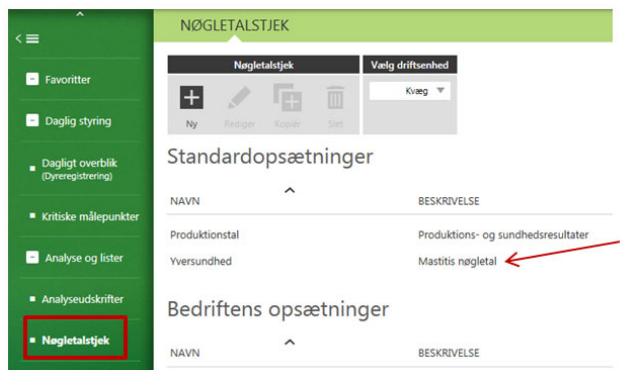 NØGLETALSTJEK
Favoritter
Daglig styring
Dagligt overblik
(Dyreregistrering)
Kritiske målepunkter
Analyse og lister
Analyseudskrifter
Nøgletalstjek
Nøgletalstjek
Ny Rediger Kopiér Slet
Vælg driftsenhed
Kvæg
Standardopsætninger
NAVN BESKRIVELSE
Produktionstal Produktions- og sundhedsresultater
Yversundhed Mastitis nøgletal
Bedriftens opsætninger
NAVN BESKRIVELSE